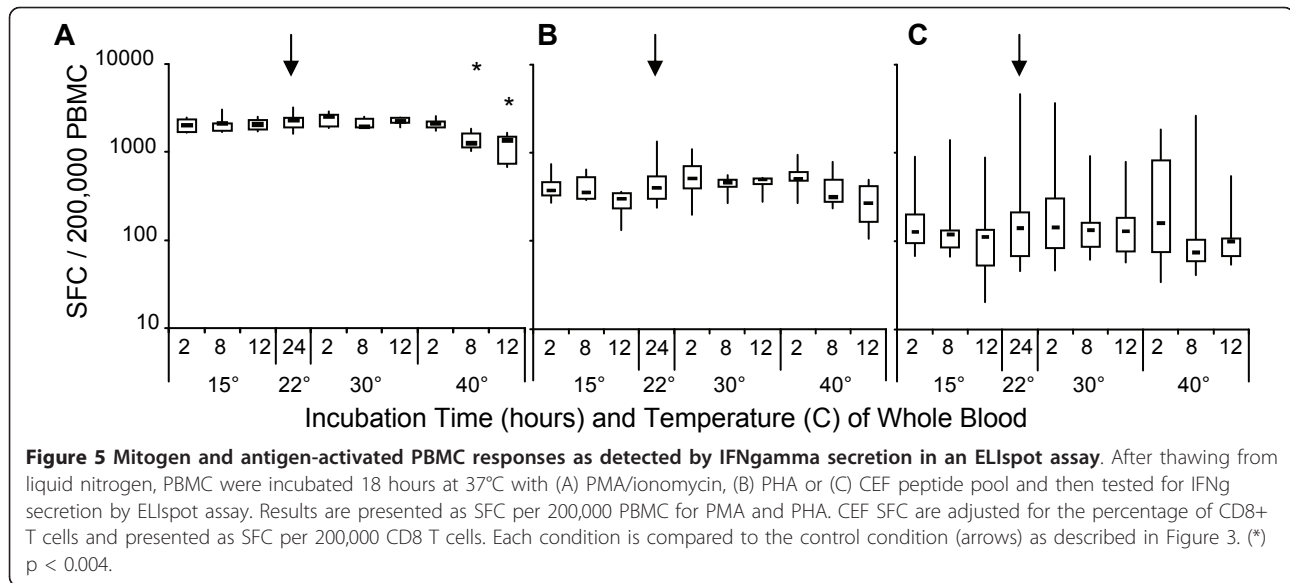 A B C
10000
1000
100
10
SFC / 200,000 PBMC
* *
2 8 12 24 2 8 12 2 8 12 2 8 12 24 2 8 12 2 8 12 2 8 12 24 2 8 12 2 8 12
15° 22° 30° 40° 15° 22° 30° 40° 15° 22° 30° 40°
Incubation Time (hours) and Temperature (C) of Whole Blood
Figure 5 Mitogen and antigen-activated PBMC responses as detected by IFNgamma secretion in an ELIspot assay. After thawing from
liquid nitrogen, PBMC were incubated 18 hours at 37°C with (A) PMA/ionomycin, (B) PHA or (C) CEF peptide pool and then tested for IFNg
secretion by ELIspot assay. Results are presented as SFC per 200,000 PBMC for PMA and PHA. CEF SFC are adjusted for the percentage of CD8+
T cells and presented as SFC per 200,000 CD8 T cells. Each condition is compared to the control condition (arrows) as described in Figure 3. (*)
p < 0.004.